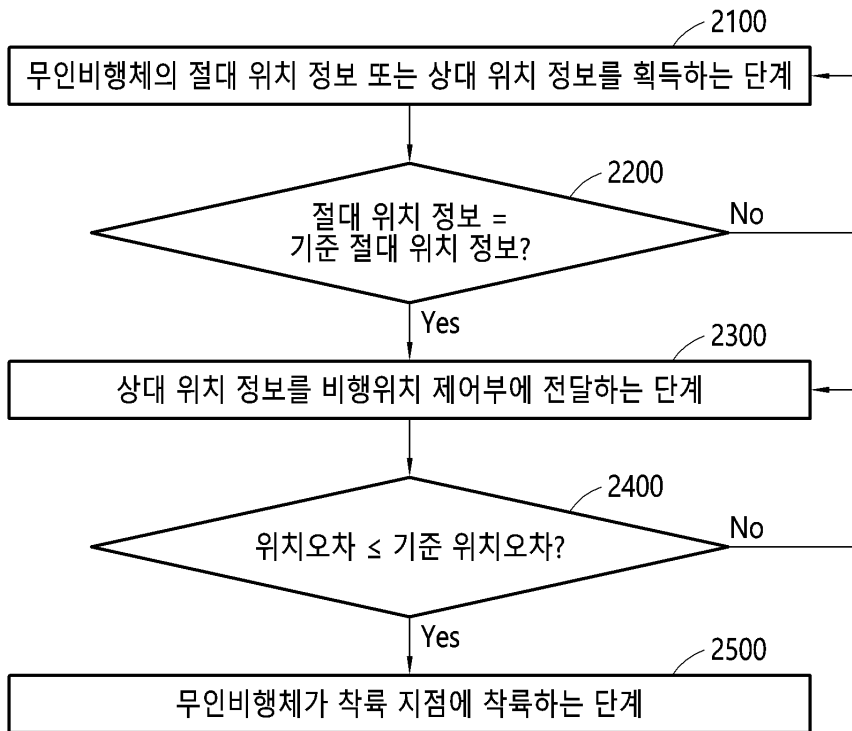 2100
무인비행체의 절대 위치 정보 또는 상대 위치 정보를 획득하는 단계
2200
절대 위치 정보 =
기준 절대 위치 정보?
No
Yes
2300
상대 위치 정보를 비행위치 제어부에 전달하는 단계
2400
위치오차 ≤ 기준 위치오차?
No
Yes
2500
무인비행체가 착륙 지점에 착륙하는 단계